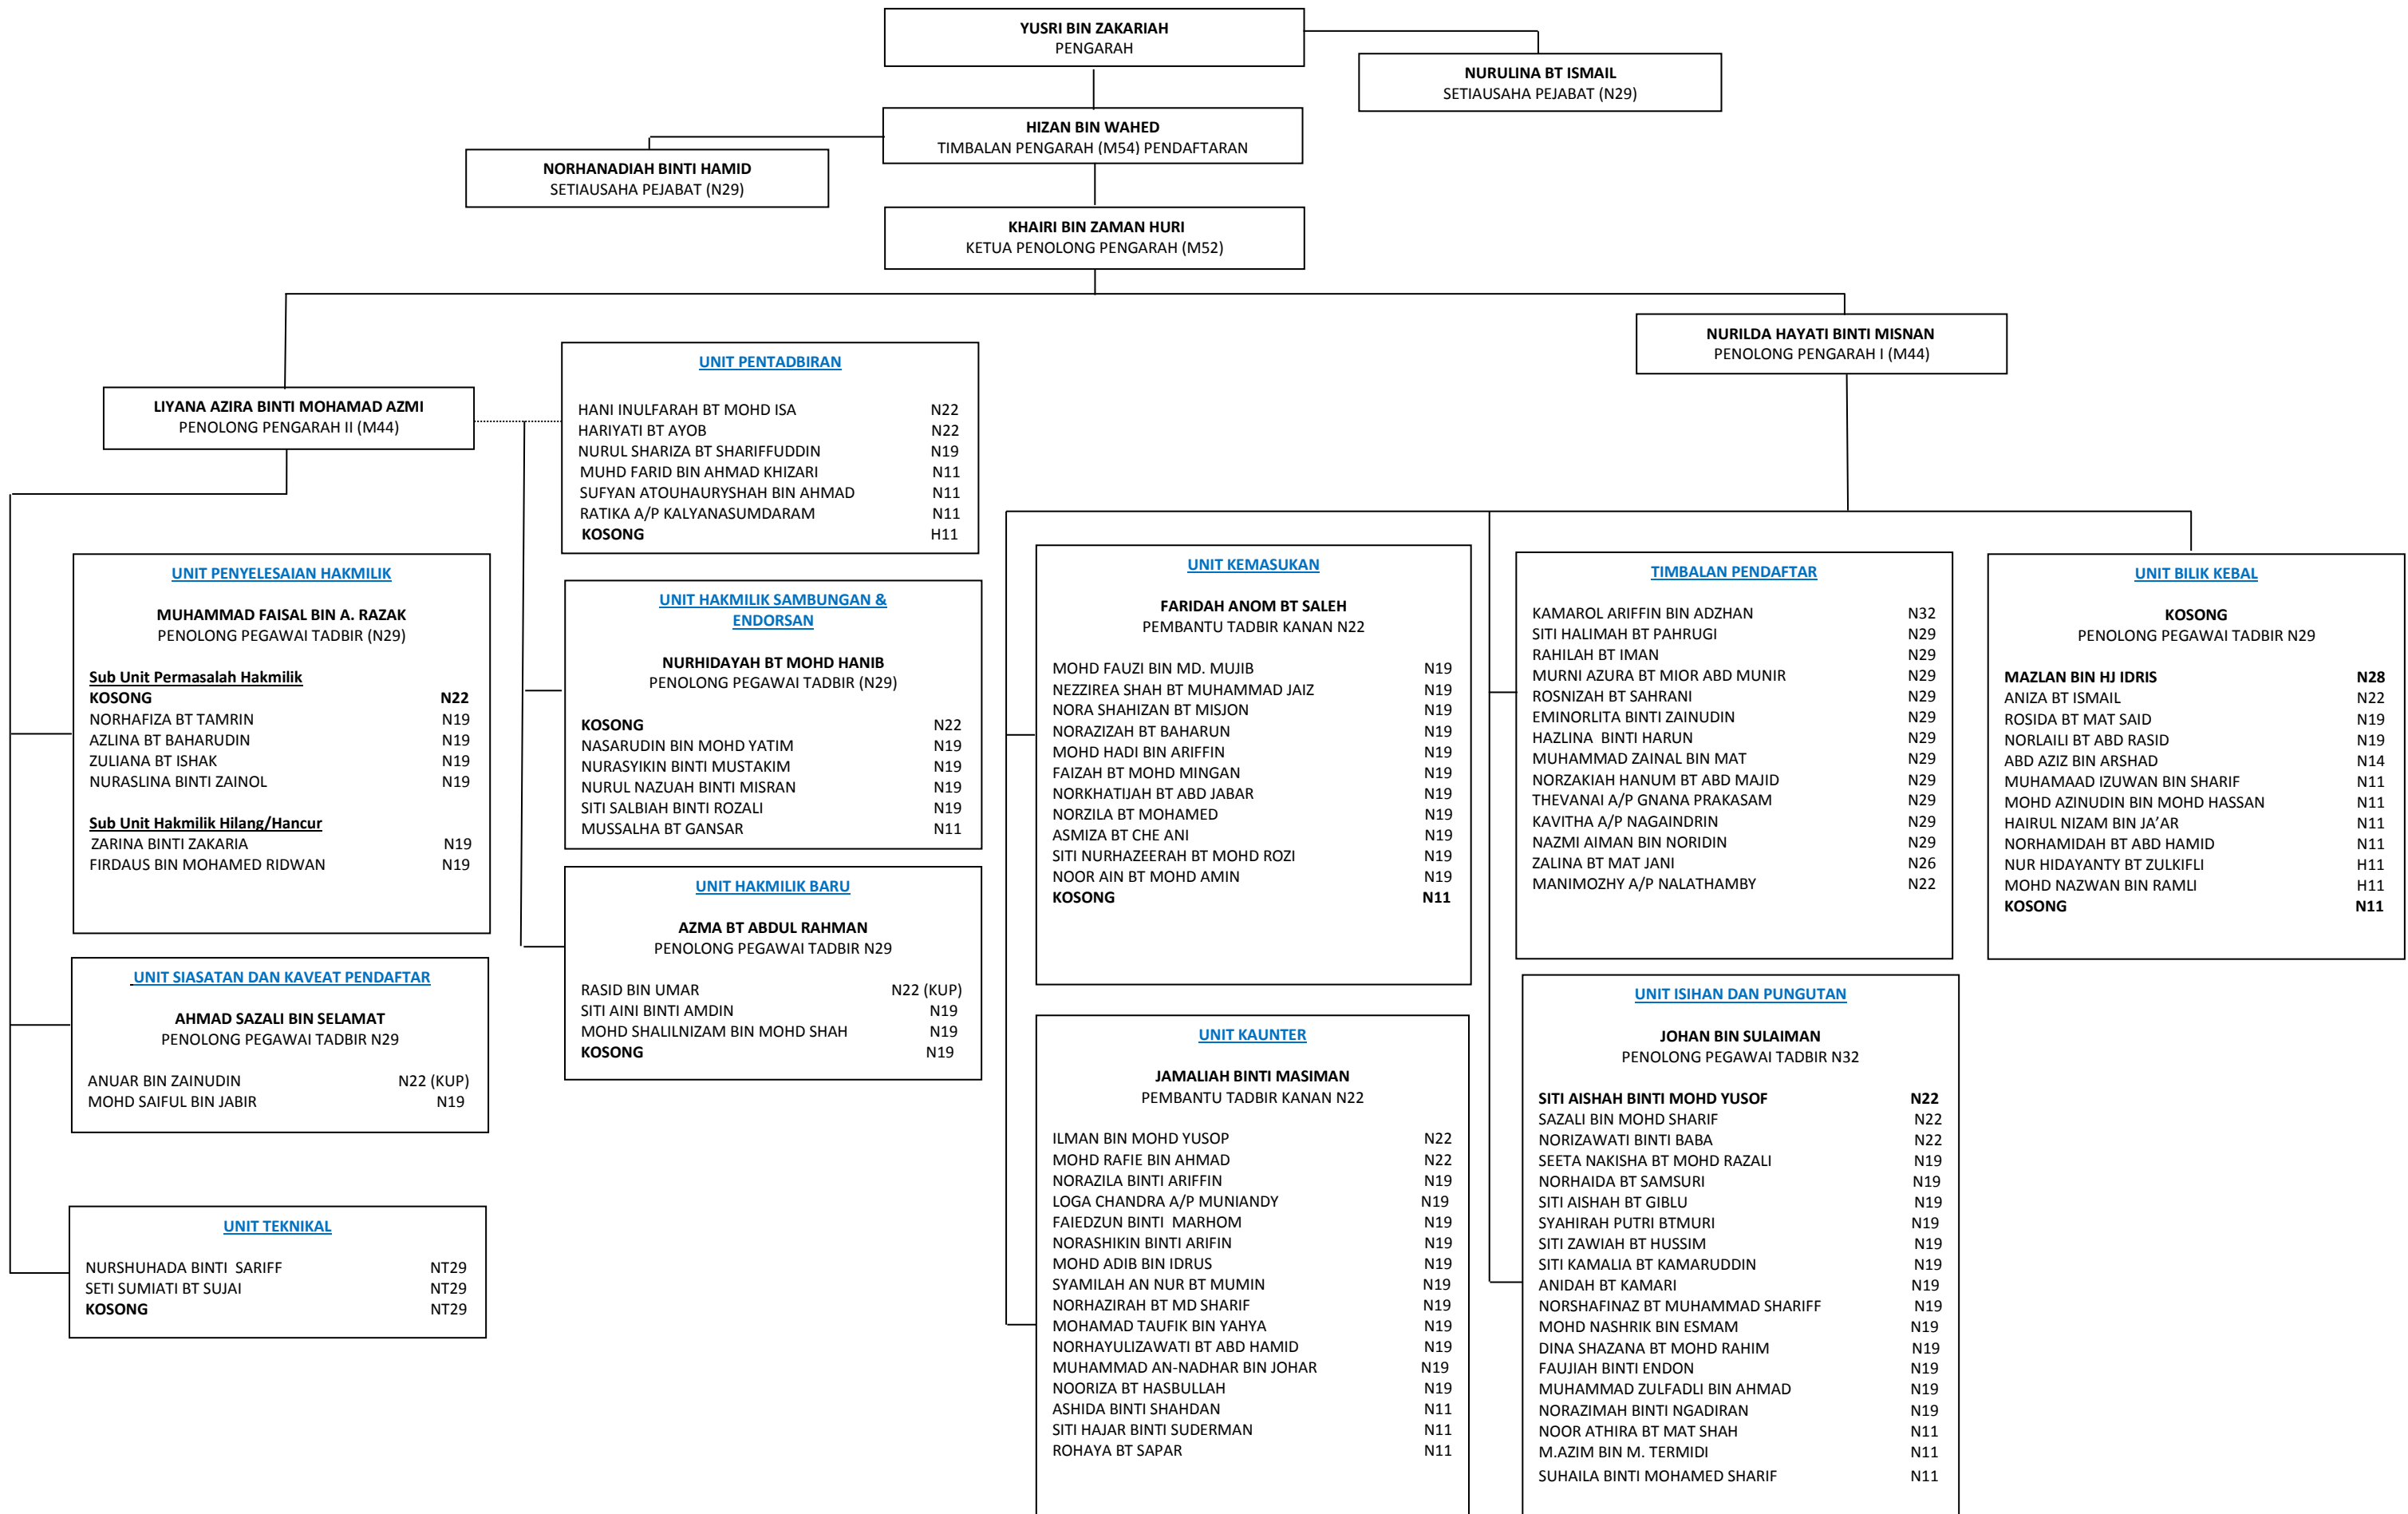 YUSRI BIN ZAKARIAH
PENGARAH
NURULINA BT ISMAIL
SETIAUSAHA PEJABAT (N29)
HIZAN BIN WAHED
TIMBALAN PENGARAH (M54) PENDAFTARAN
NORHANADIAH BINTI HAMID
SETIAUSAHA PEJABAT (N29)
KHAIRI BIN ZAMAN HURI
KETUA PENOLONG PENGARAH (M52)
NURILDA HAYATI BINTI MISNAN
PENOLONG PENGARAH I (M44)
LIYANA AZIRA BINTI MOHAMAD AZMI
PENOLONG PENGARAH II (M44)
UNIT PENTADBIRAN
HANI INULFARAH BT MOHD ISA N22
HARIYATI BT AYOB N22
NURUL SHARIZA BT SHARIFFUDDIN N19
MUHD FARID BIN AHMAD KHIZARI N11
SUFYAN ATOUHAURYSHAH BIN AHMAD N11
RATIKA A/P KALYANASUMDARAM N11
KOSONG H11
UNIT PENYELESAIAN HAKMILIK
MUHAMMAD FAISAL BIN A. RAZAK
PENOLONG PEGAWAI TADBIR (N29)
Sub Unit Permasalah Hakmilik
KOSONG N22
NORHAFIZA BT TAMRIN N19
AZLINA BT BAHARUDIN N19
ZULIANA BT ISHAK N19
NURASLINA BINTI ZAINOL N19
Sub Unit Hakmilik Hilang/Hancur
ZARINA BINTI ZAKARIA N19
FIRDAUS BIN MOHAMED RIDWAN N19
UNIT SIASATAN DAN KAVEAT PENDAFTAR
AHMAD SAZALI BIN SELAMAT
PENOLONG PEGAWAI TADBIR N29
ANUAR BIN ZAINUDIN N22 (KUP)
MOHD SAIFUL BIN JABIR N19
UNIT TEKNIKAL
NURSHUHADA BINTI SARIFF NT29
SETI SUMIATI BT SUJAI NT29
KOSONG NT29
UNIT HAKMILIK SAMBUNGAN &
ENDORSAN
NURHIDAYAH BT MOHD HANIB
PENOLONG PEGAWAI TADBIR (N29)
KOSONG N22
NASARUDIN BIN MOHD YATIM N19
NURASYIKIN BINTI MUSTAKIM N19
NURUL NAZUAH BINTI MISRAN N19
SITI SALBIAH BINTI ROZALI N19
MUSSALHA BT GANSAR N11
UNIT HAKMILIK BARU
AZMA BT ABDUL RAHMAN
PENOLONG PEGAWAI TADBIR N29
RASID BIN UMAR N22 (KUP)
SITI AINI BINTI AMDIN N19
MOHD SHALILNIZAM BIN MOHD SHAH N19
KOSONG N19
UNIT KEMASUKAN
FARIDAH ANOM BT SALEH
PEMBANTU TADBIR KANAN N22
MOHD FAUZI BIN MD. MUJIB N19
NEZZIREA SHAH BT MUHAMMAD JAIZ N19
NORA SHAHIZAN BT MISJON N19
NORAZIZAH BT BAHARUN N19
MOHD HADI BIN ARIFFIN N19
FAIZAH BT MOHD MINGAN N19
NORKHATIJAH BT ABD JABAR N19
NORZILA BT MOHAMED N19
ASMIZA BT CHE ANI N19
SITI NURHAZEERAH BT MOHD ROZI N19
NOOR AIN BT MOHD AMIN N19
KOSONG N11
UNIT KAUNTER
JAMALIAH BINTI MASIMAN
PEMBANTU TADBIR KANAN N22
ILMAN BIN MOHD YUSOP N22
MOHD RAFIE BIN AHMAD N22
NORAZILA BINTI ARIFFIN N19
LOGA CHANDRA A/P MUNIANDY N19
FAIEDZUN BINTI MARHOM N19
NORASHIKIN BINTI ARIFIN N19
MOHD ADIB BIN IDRUS N19
SYAMILAH AN NUR BT MUMIN N19
NORHAZIRAH BT MD SHARIF N19
MOHAMAD TAUFIK BIN YAHYA N19
NORHAYULIZAWATI BT ABD HAMID N19
MUHAMMAD AN-NADHAR BIN JOHAR N19
NOORIZA BT HASBULLAH N19
ASHIDA BINTI SHAHDAN N11
SITI HAJAR BINTI SUDERMAN N11
ROHAYA BT SAPAR N11
TIMBALAN PENDAFTAR
KAMAROL ARIFFIN BIN ADZHAN N32
SITI HALIMAH BT PAHRUGI N29
RAHILAH BT IMAN N29
MURNI AZURA BT MIOR ABD MUNIR N29
ROSNIZAH BT SAHRANI N29
EMINORLITA BINTI ZAINUDIN N29
HAZLINA BINTI HARUN N29
MUHAMMAD ZAINAL BIN MAT N29
NORZAKIAH HANUM BT ABD MAJID N29
THEVANAI A/P GNANA PRAKASAM N29
KAVITHA A/P NAGAINDRIN N29
NAZMI AIMAN BIN NORIDIN N29
ZALINA BT MAT JANI N26
MANIMOZHY A/P NALATHAMBY N22
UNIT ISIHAN DAN PUNGUTAN
JOHAN BIN SULAIMAN
PENOLONG PEGAWAI TADBIR N32
SITI AISHAH BINTI MOHD YUSOF N22
SAZALI BIN MOHD SHARIF N22
NORIZAWATI BINTI BABA N22
SEETA NAKISHA BT MOHD RAZALI N19
NORHAIDA BT SAMSURI N19
SITI AISHAH BT GIBLU N19
SYAHIRAH PUTRI BTMURI N19
SITI ZAWIAH BT HUSSIM N19
SITI KAMALIA BT KAMARUDDIN N19
ANIDAH BT KAMARI N19
NORSHAFINAZ BT MUHAMMAD SHARIFF N19
MOHD NASHRIK BIN ESMAM N19
DINA SHAZANA BT MOHD RAHIM N19
FAUJIAH BINTI ENDON N19
MUHAMMAD ZULFADLI BIN AHMAD N19
NORAZIMAH BINTI NGADIRAN N19
NOOR ATHIRA BT MAT SHAH N11
M.AZIM BIN M. TERMIDI N11
SUHAILA BINTI MOHAMED SHARIF N11
UNIT BILIK KEBAL
KOSONG
PENOLONG PEGAWAI TADBIR N29
MAZLAN BIN HJ IDRIS N28
ANIZA BT ISMAIL N22
ROSIDA BT MAT SAID N19
NORLAILI BT ABD RASID N19
ABD AZIZ BIN ARSHAD N14
MUHAMAAD IZUWAN BIN SHARIF N11
MOHD AZINUDIN BIN MOHD HASSAN N11
HAIRUL NIZAM BIN JA’AR N11
NORHAMIDAH BT ABD HAMID N11
NUR HIDAYANTY BT ZULKIFLI H11
MOHD NAZWAN BIN RAMLI H11
KOSONG N11